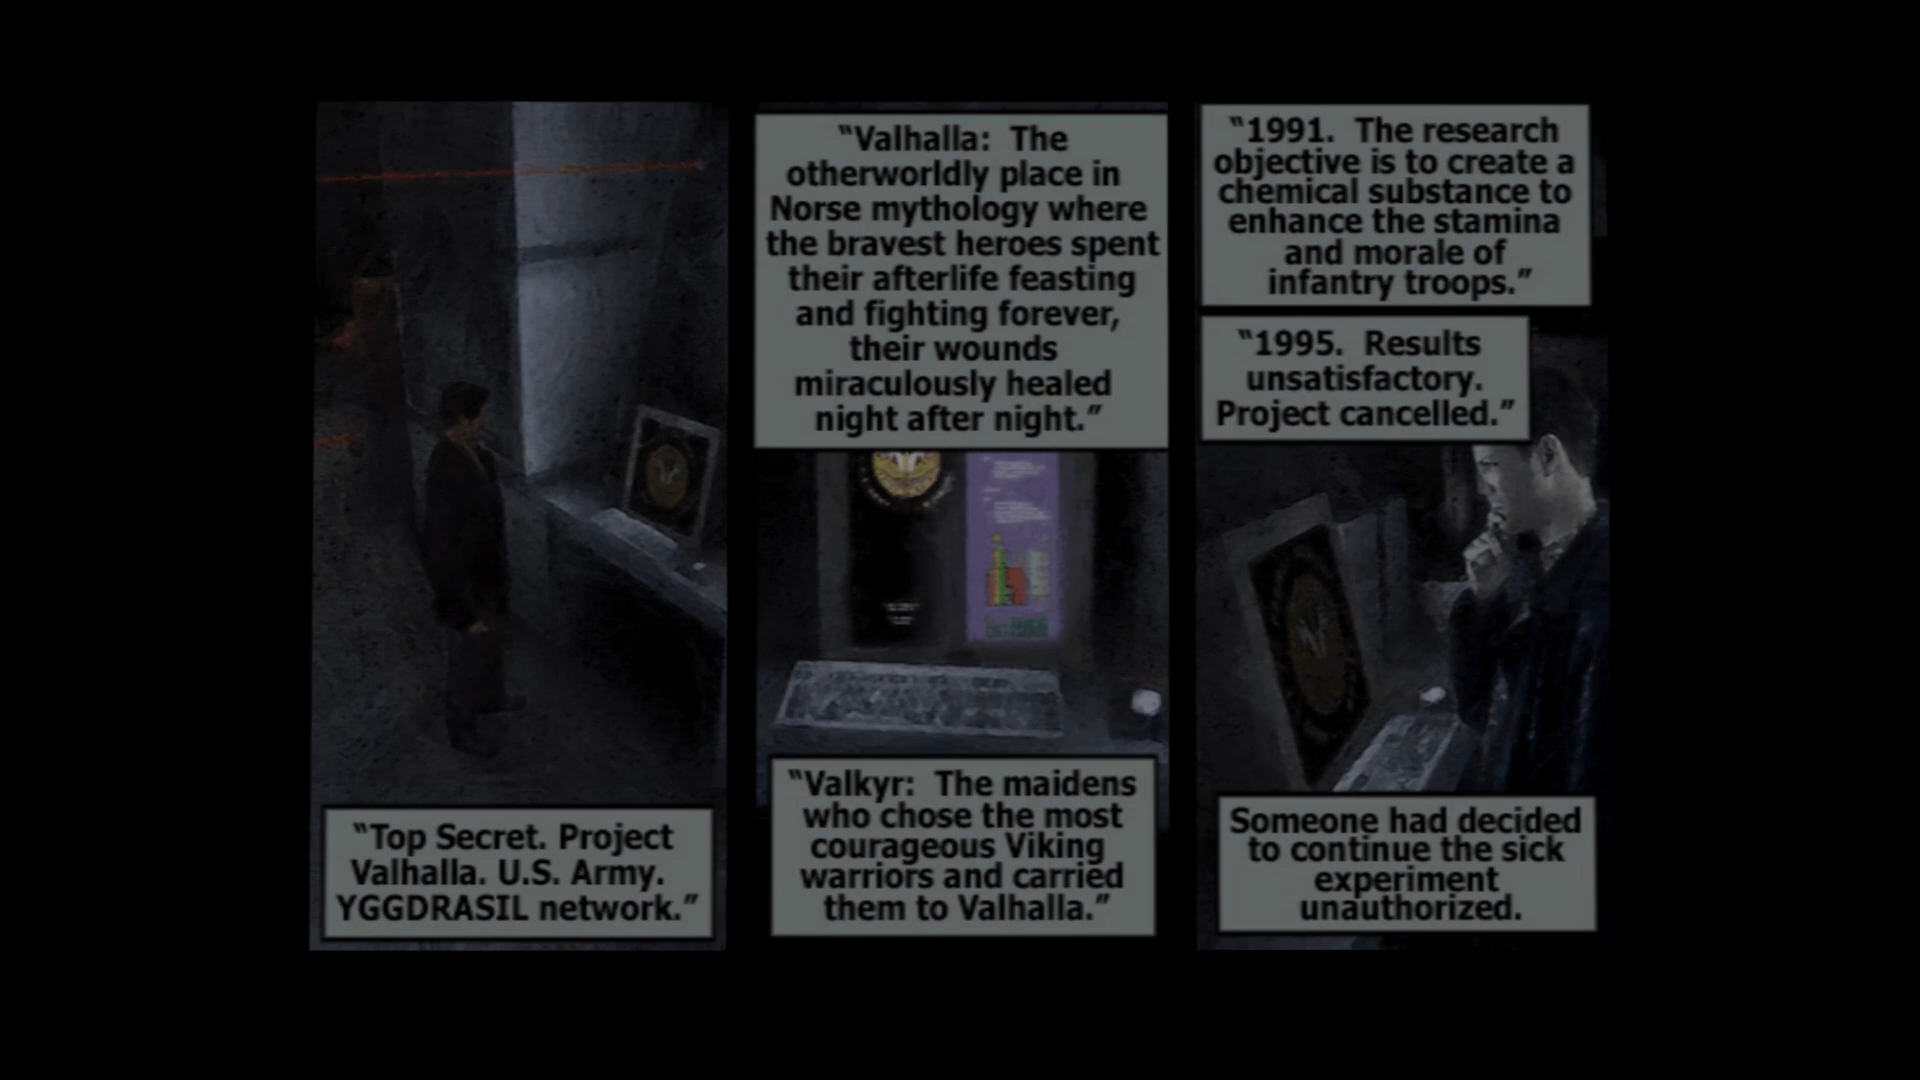 “Top Secret. Project
Valhalla. U.S. Army.
YGGDRASIL network.”
“Valhalla: The
otherworldly place in
Norse mythology where
the bravest heroes spent
their afterlife feasting
and fighting forever,
their wounds
miraculously healed
night after night.”
“Valkyr: The maidens
who chose the most
courageous Viking
warriors and carried
them to Valhalla.”
“1991. The research
objective is to create a
chemical substance to
enhance the stamina
and morale of
infantry troops.”
“1995. Results
unsatisfactory.
Project cancelled.”
Someone had decided
to continue the sick
experiment
unauthorized.